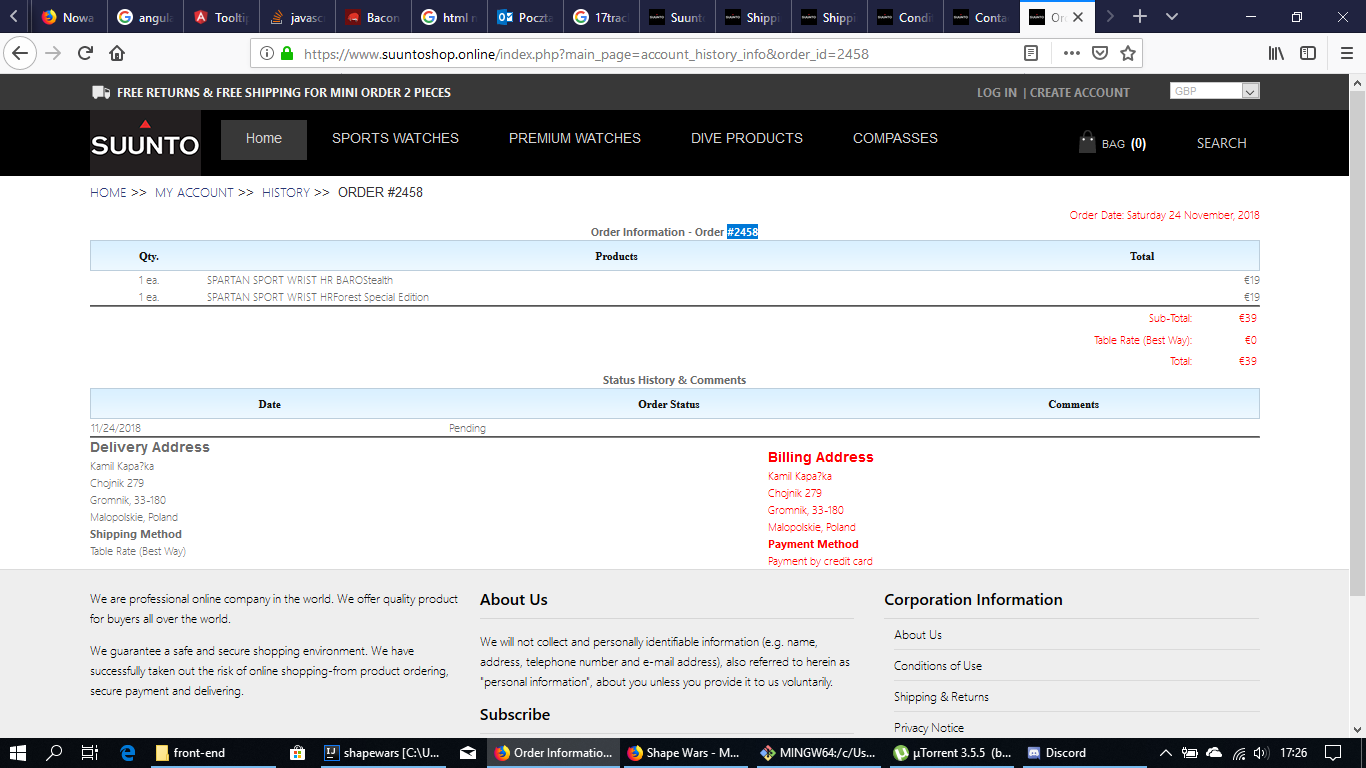 Nowa
angula
Tooltip
javasc
Bacon
html n
Poczta
17trac
Suunto
Shippi
Shippi
Condit
Conta
Or
https://www.suuntoshop.online/index.php?main_page=account_history_info&order_id=2458
FREE RETURNS & FREE SHIPPING FOR MINI ORDER 2 PIECES
LOG IN | CREATE ACCOUNT
GBP
SUUNTO
Home
SPORTS WATCHES
PREMIUM WATCHES
DIVE PRODUCTS
COMPASSES
BAG (0)
SEARCH
HOME >> MY ACCOUNT >> HISTORY >> ORDER #2458
Order Date: Saturday 24 November, 2018
Order Information - Order #2458
Qty. Products Total
1 ea. SPARTAN SPORT WRIST HR BAROStealth €19
1 ea. SPARTAN SPORT WRIST HRForest Special Edition €19
Sub-Total: €39
Table Rate (Best Way): €0
Total: €39
Status History & Comments
Date Order Status Comments
11/24/2018 Pending
Delivery Address
Kamil Kapa?ka
Chojnik 279
Gromnik, 33-180
Malopolskie, Poland
Shipping Method
Table Rate (Best Way)
Billing Address
Kamil Kapa?ka
Chojnik 279
Gromnik, 33-180
Malopolskie, Poland
Payment Method
Payment by credit card
We are professional online company in the world. We offer quality product
for buyers all over the world.
We guarantee a safe and secure shopping environment. We have
successfully taken out the risk of online shopping-from product ordering,
secure payment and delivering.
About Us
We will not collect and personally identifiable information (e.g. name,
address, telephone number and e-mail address), also referred to herein as
"personal information", about you unless you provide it to us voluntarily.
Subscribe
Corporation Information
About Us
Conditions of Use
Shipping & Returns
Privacy Notice
front-end
shapewars [C:\U...
Order Informatio...
Shape Wars - M...
MINGW64:/c/Us...
µTorrent 3.5.5 (b...
Discord
17:26